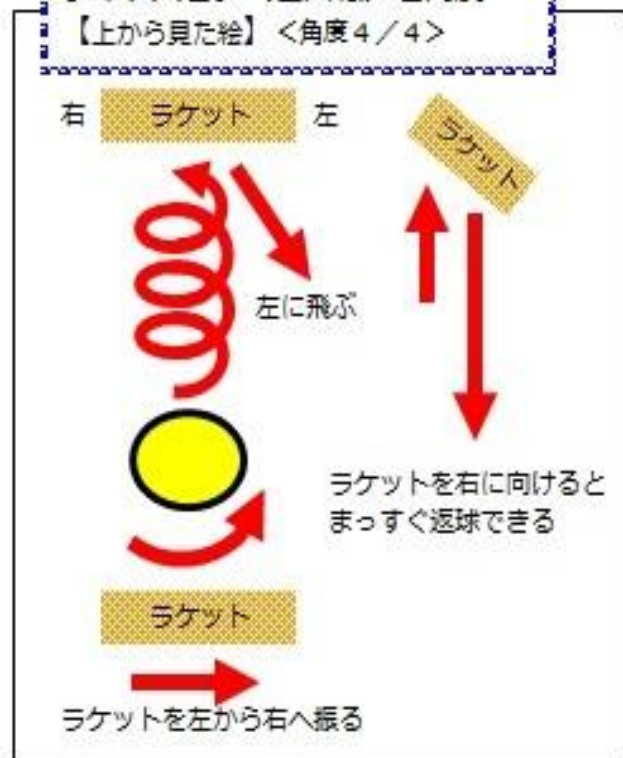 【上から見た絵】<角度４／４>
右 ラケット 左
ラケット
左に飛ぶ
ラケットを右に向けると
まっすぐ返球できる
ラケット
ラケットを左から右へ振る